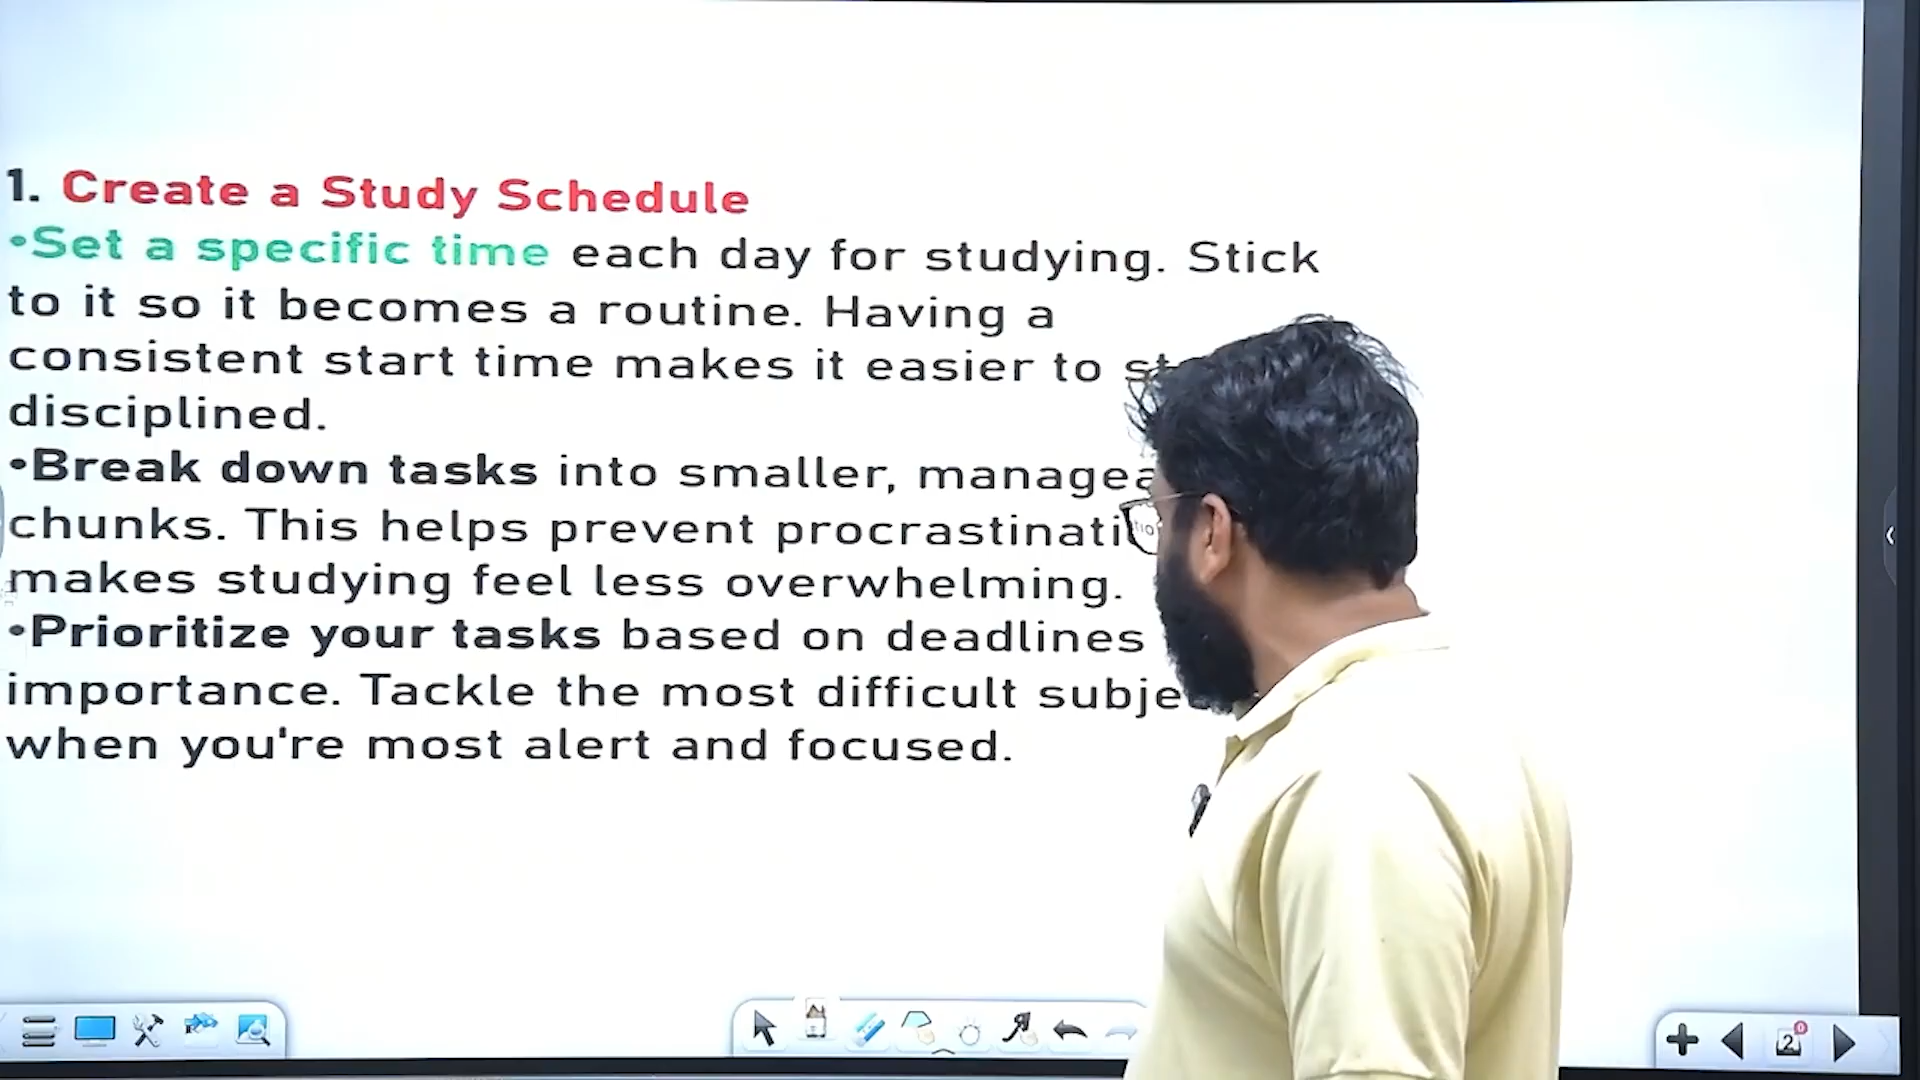 1. Create a Study Schedule
•Set a specific time each day for studying. Stick
to it so it becomes a routine. Having a
consistent start time makes it easier to
disciplined.
•Break down tasks into smaller,
chunks. This helps prevent
makes studying feel less overwhelming.
•Prioritize your tasks based on deadlines
importance. Tackle the most difficult
when you're most alert and focused.
2
0